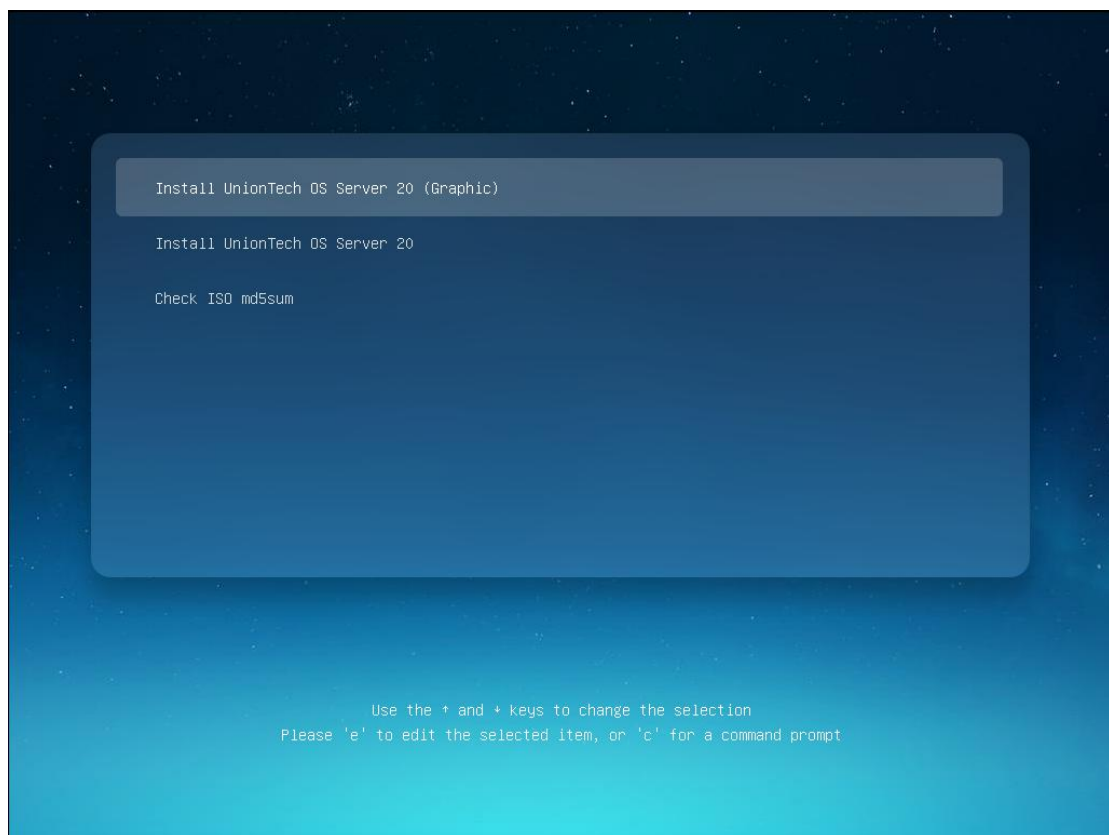 Install UnionTech OS Server 20 (Graphic)
Install UnionTech OS Server 20
Check ISO md5sum
Use the ↑ and ↓ keys to change the selection
Please 'e' to edit the selected item, or 'c' for a command prompt